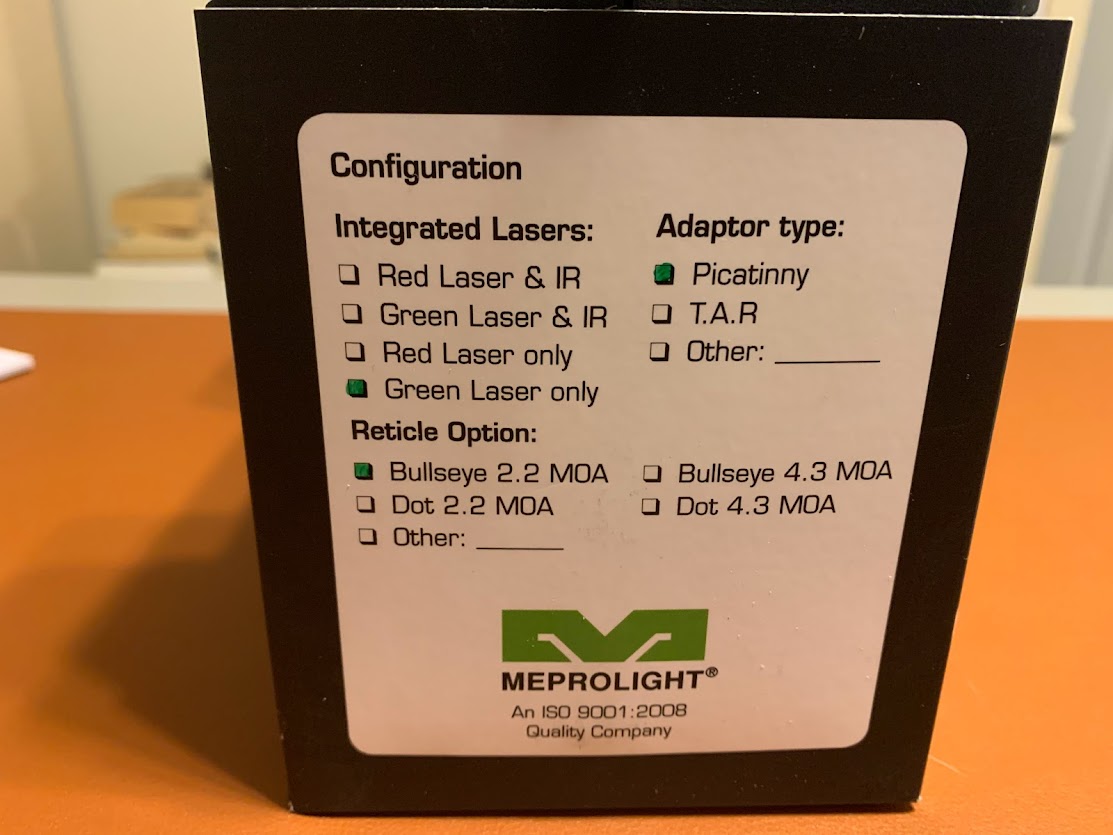 Configuration
Integrated Lasers:
Red Laser & IR
Green Laser & IR
Red Laser only
Green Laser only
Adaptor type:
Picatinny
T.A.R
Other: ________
Reticle Option:
Bullseye 2.2 MOA
Dot 2.2 MOA
Other: _______
Bullseye 4.3 MOA
Dot 4.3 MOA
MEPROLIGHT®
An ISO 9001:2008
Quality Company